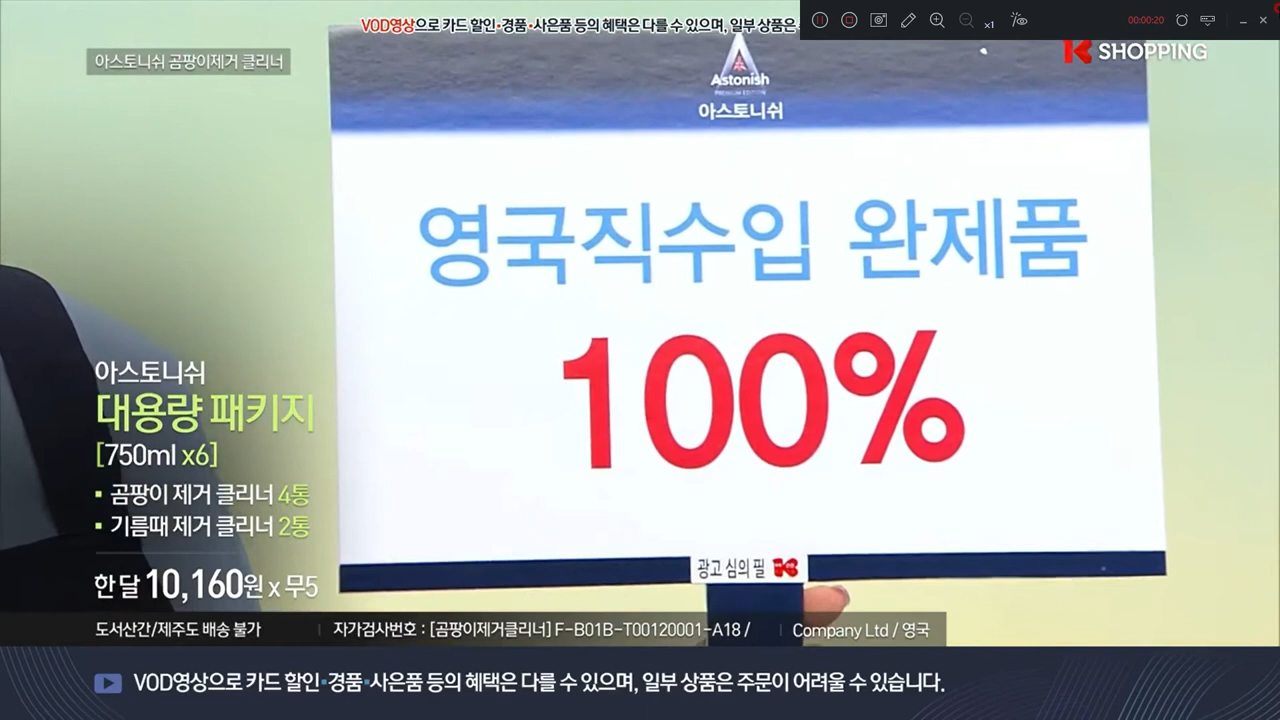 VOD영상으로 카드 할인·경품·사은품 등의 혜택은 다를 수 있으며, 일부 상품은
x1
00:00:20
아스토니쉬 곰팡이제거 클리너
K SHOPPING
Astonish
PREMIUM EDITION
아스토니쉬
영국직수입 완제품
100%
아스토니쉬
대용량 패키지
[750ml x6]
▪ 곰팡이 제거 클리너 4통
▪ 기름때 제거 클리너 2통
한 달 10,160원 x 무5
광고 심의 필
도서산간/제주도 배송 불가 | 자가검사번호 : [곰팡이제거클리너] F-B01B-T00120001-A18 / | Company Ltd / 영국
VOD영상으로 카드 할인·경품·사은품 등의 혜택은 다를 수 있으며, 일부 상품은 주문이 어려울 수 있습니다.